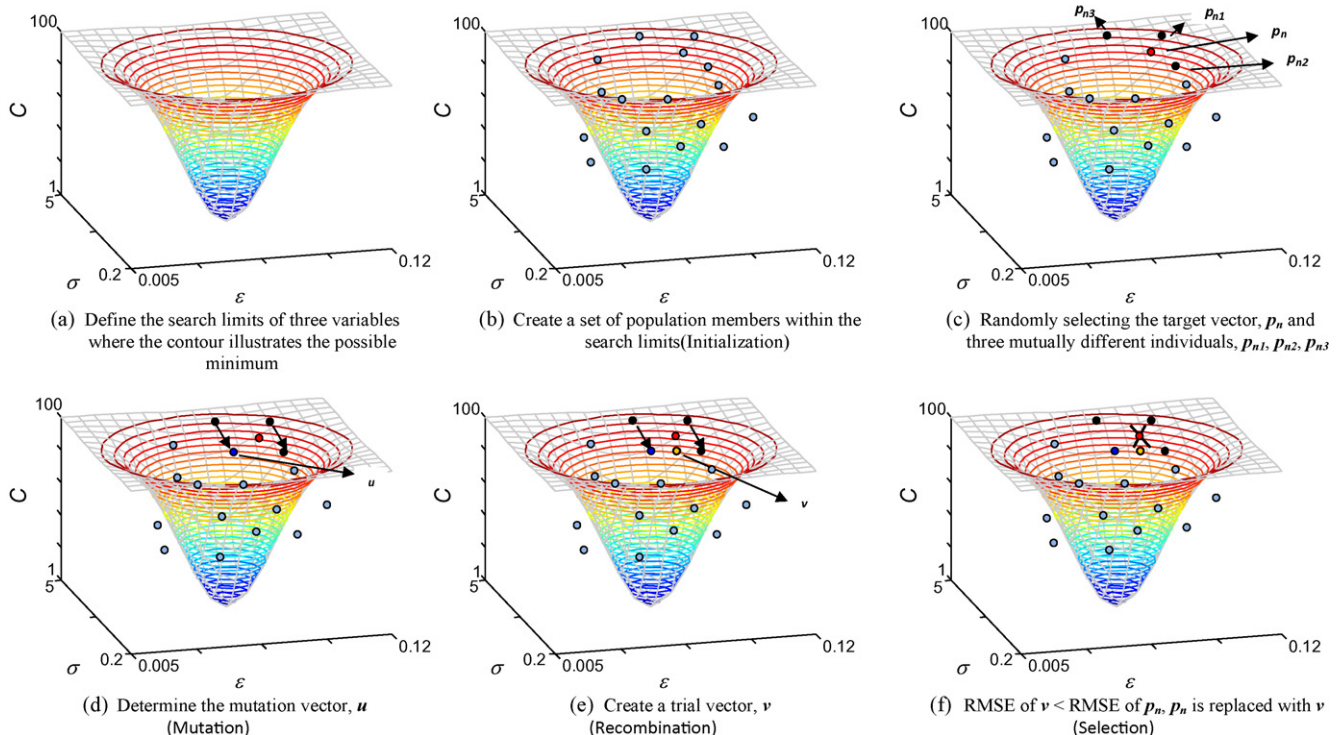 100
C
1
5
σ
0.2
0.005
ε
0.12
(a) Define the search limits of three variables
where the contour illustrates the possible
minimum
100
C
1
5
σ
0.2
0.005
ε
0.12
(b) Create a set of population members within the
search limits(Initialization)
p_n3
p_n1
p_n
p_n2
100
C
1
5
σ
0.2
0.005
ε
0.12
(c) Randomly selecting the target vector, p_n and
three mutually different individuals, p_n1, p_n2, p_n3
100
C
u
1
5
σ
0.2
0.005
ε
0.12
(d) Determine the mutation vector, u
(Mutation)
100
C
v
1
5
σ
0.2
0.005
ε
0.12
(e) Create a trial vector, v
(Recombination)
100
C
1
5
σ
0.2
0.005
ε
0.12
(f) RMSE of v < RMSE of p_n, p_n is replaced with v
(Selection)